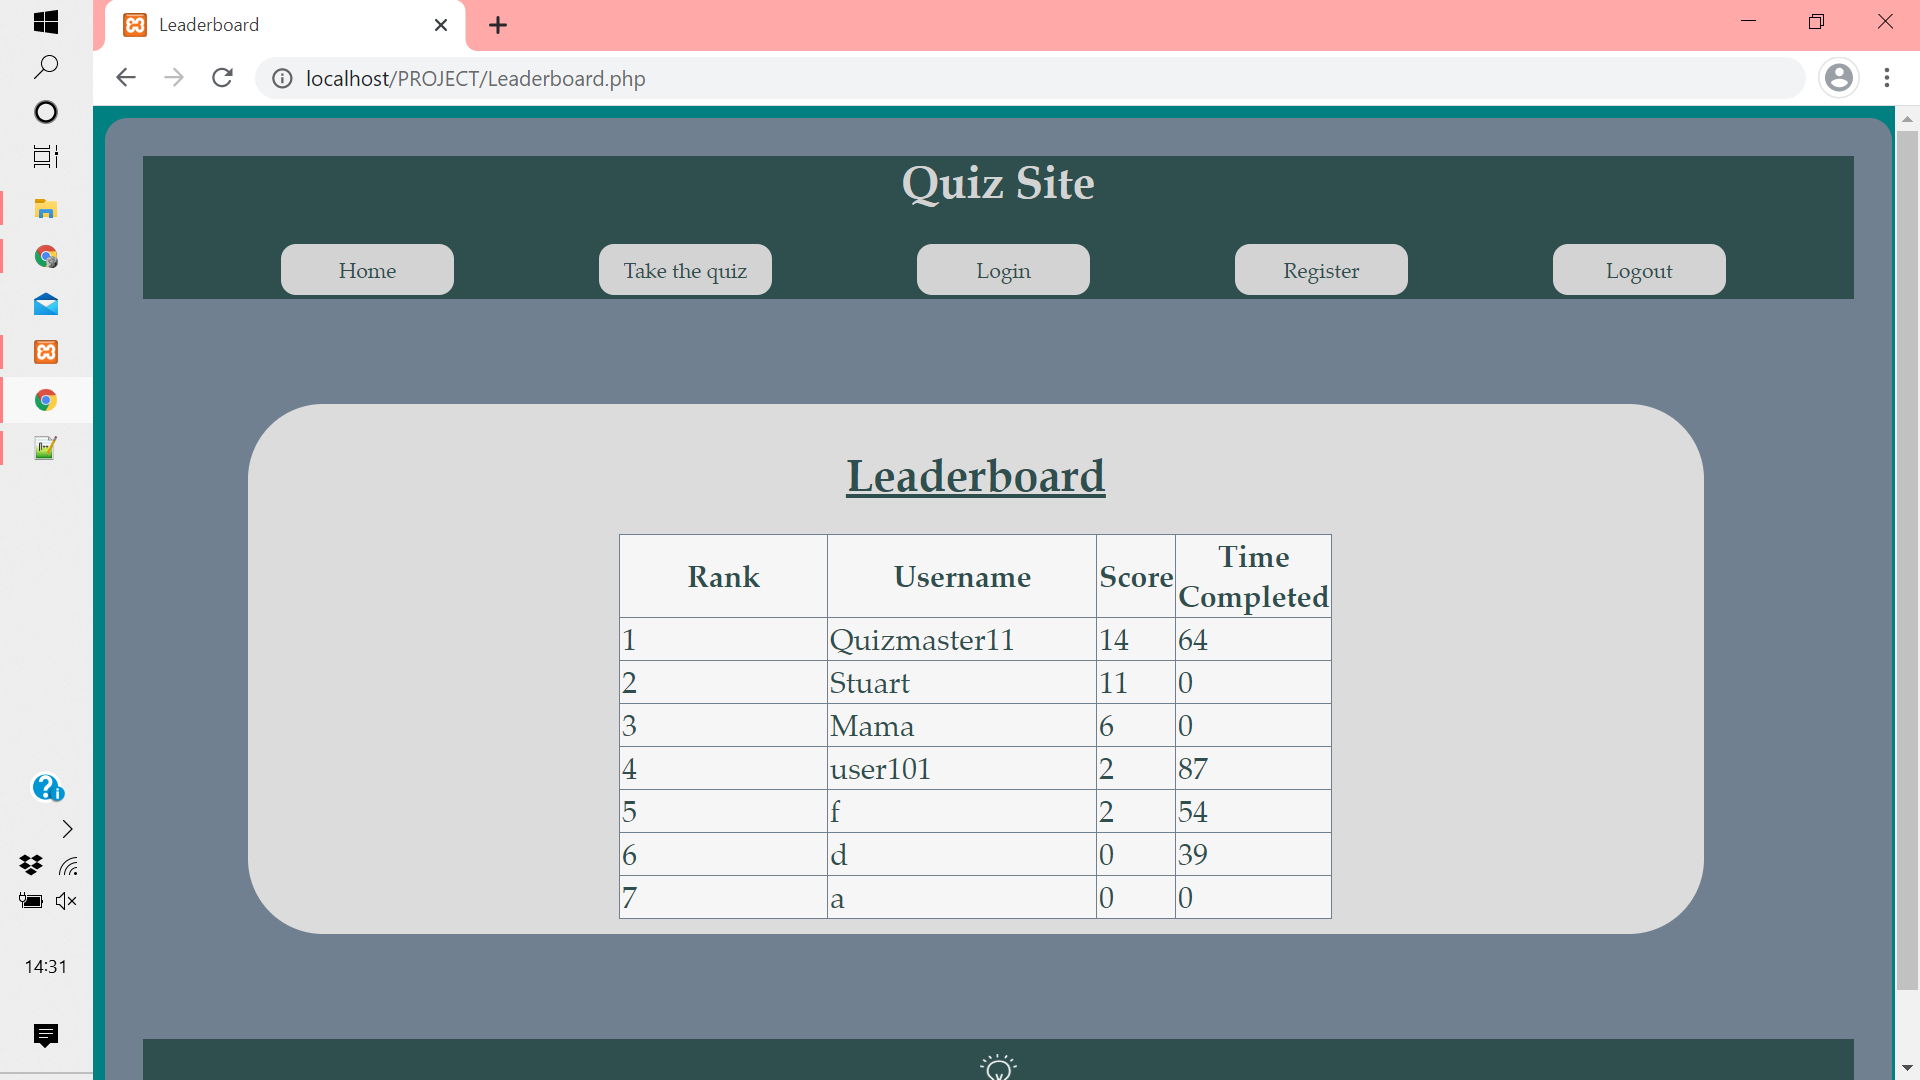 Leaderboard
localhost/PROJECT/Leaderboard.php
Quiz Site
Home Take the quiz Login Register Logout
Leaderboard
Rank Username Score Time Completed
1 Quizmaster11 14 64
2 Stuart 11 0
3 Mama 6 0
4 user101 2 87
5 f 2 54
6 d 0 39
7 a 0 0
14:31